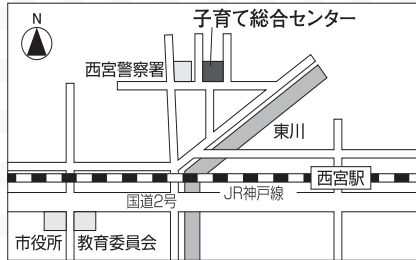 N
子育て総合センター
西宮警察署
東川
西宮駅
国道2号
JR神戸線
市役所
教育委員会